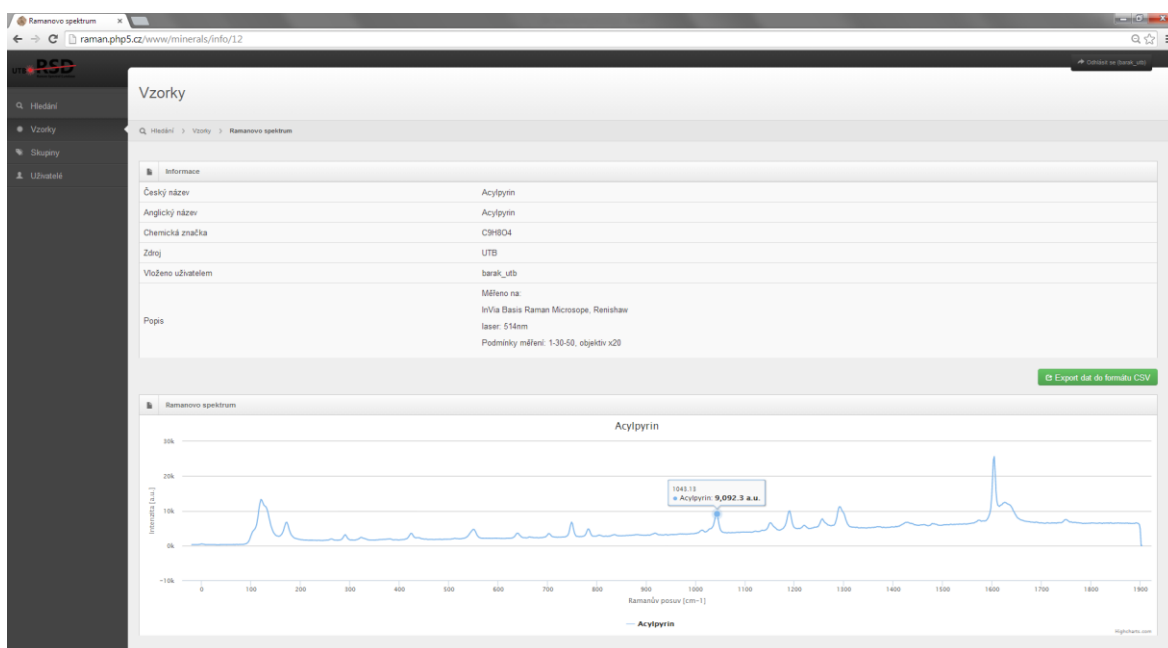 Ramanovo spektrum
raman.php5.cz/www/minerals/info/12
UTB RSD
Odhlásit se (barak_utb)
Hledání
Vzorky
Skupiny
Uživatelé
Vzorky
Hledání > Vzorky > Ramanovo spektrum
Informace
Český název Acylpyrin
Anglický název Acylpyrin
Chemická značka C9H8O4
Zdroj UTB
Vloženo uživatelem barak_utb
Popis
Měřeno na:
InVia Basis Raman Microsope, Renishaw
laser: 514nm
Podmínky měření: 1-30-50, objektiv x20
Export dat do formátu CSV
Ramanovo spektrum
Acylpyrin
30k
20k
10k
0k
-10k
Intenzita [a.u.]
1043.13
Acylpyrin: 9,092.3 a.u.
0 100 200 300 400 500 600 700 800 900 1000 1100 1200 1300 1400 1500 1600 1700 1800 1900
Ramanův posuv [cm-1]
Acylpyrin
Highcharts.com